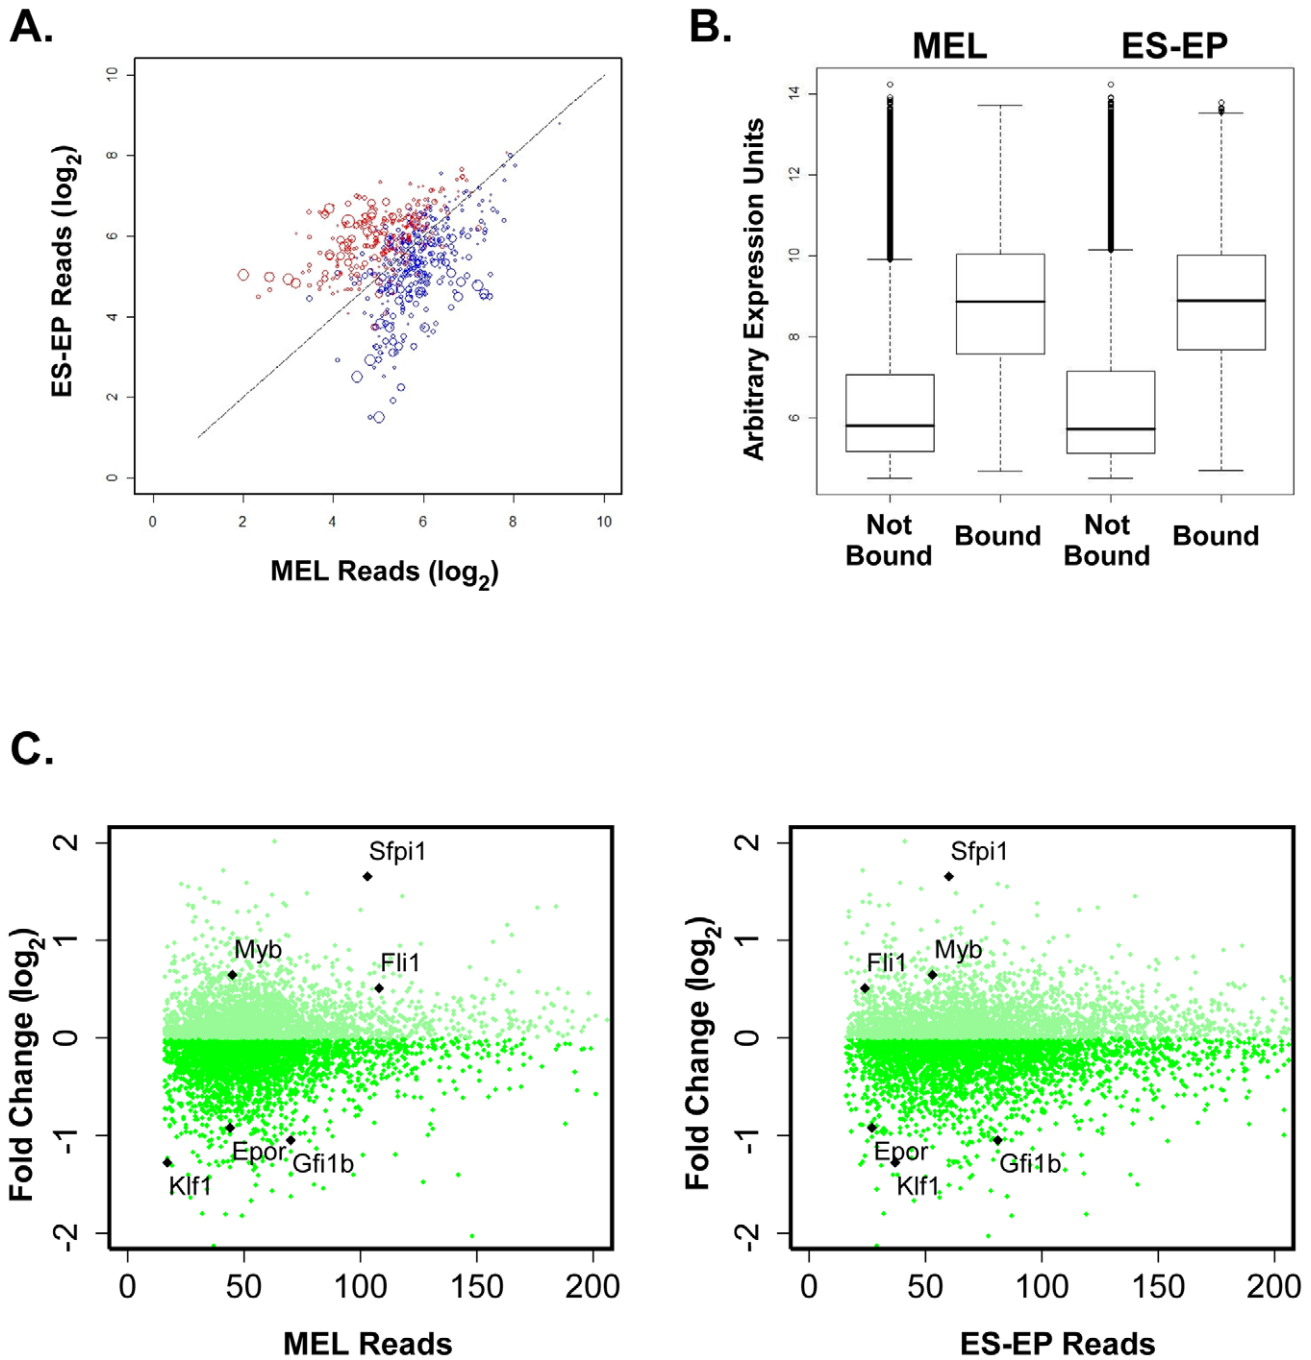 A.
ES-EP Reads (log2)
10
8
6
4
2
0
0 2 4 6 8 10
MEL Reads (log2)
B.
MEL ES-EP
Arbitrary Expression Units
14
12
10
8
6
Not Bound Not Bound
Bound Bound
C.
Fold Change (log2)
2
1
0
-1
-2
Sfpi1
Myb
Fli1
Epor
Gfi1b
Klf1
0 50 100 150 200
MEL Reads
Fold Change (log2)
2
1
0
-1
-2
Sfpi1
Fli1 Myb
Epor
Gfi1b
Klf1
0 50 100 150 200
ES-EP Reads